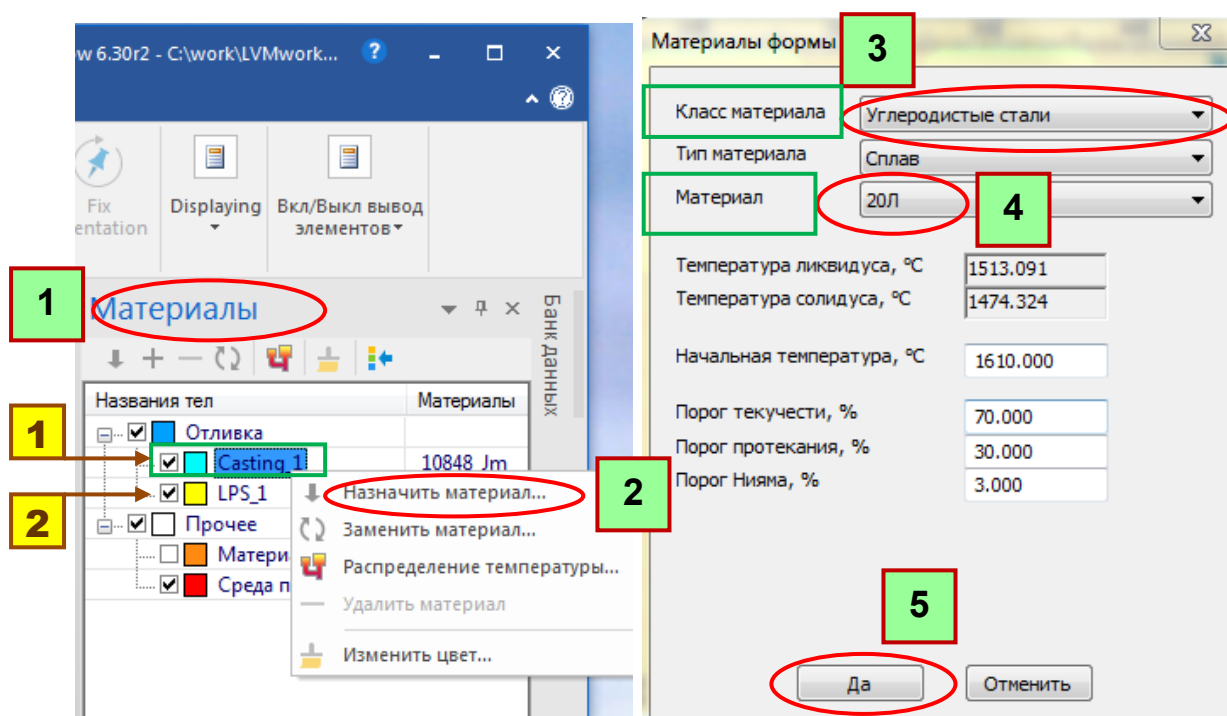 ow 6.30r2 - C:\work\LVMwork... ?
Fix
entation
Displaying
Вкл/Выкл вывод
элементов
1
Материалы
Банк данных
Названия тел Материалы
Отливка
1
Casting_1 10848_Jm
2
LPS_1
Прочее
Матери
Среда п
Назначить материал...
2
Заменить материал...
Распределение температуры...
Удалить материал
Изменить цвет...
Материалы формы
3
Класс материала Углеродистые стали
Тип материала Сплав
Материал 20Л
4
Температура ликвидуса, °C 1513.091
Температура солидуса, °C 1474.324
Начальная температура, °C 1610.000
Порог текучести, % 70.000
Порог протекания, % 30.000
Порог Нияма, % 3.000
5
Да Отменить